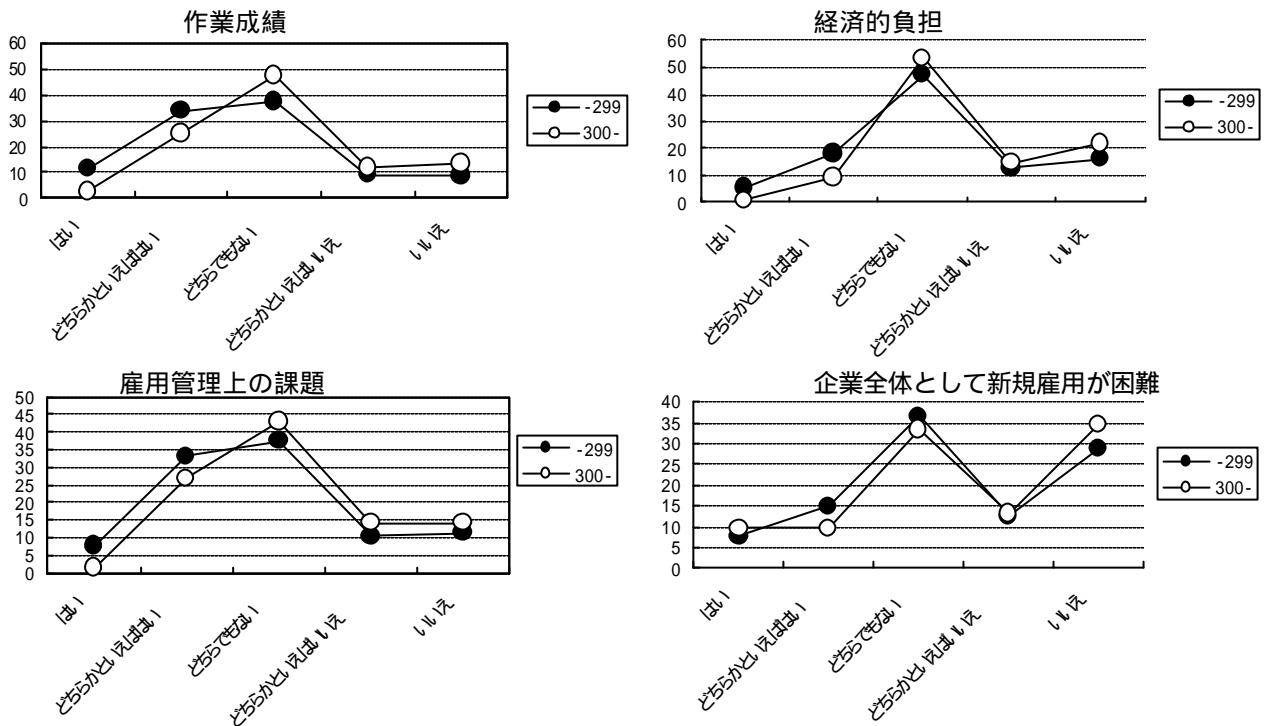 作業成績
60
50
40
30
20
10
0
はい
どちらかといえばはい
どちらでもない
どちらかといえばいいえ
いいえ
-299
300-
経済的負担
60
50
40
30
20
10
0
はい
どちらかといえばはい
どちらでもない
どちらかといえばいいえ
いいえ
-299
300-
雇用管理上の課題
50
45
40
35
30
25
20
15
10
5
0
はい
どちらかといえばはい
どちらでもない
どちらかといえばいいえ
いいえ
-299
300-
企業全体として新規雇用が困難
40
35
30
25
20
15
10
5
0
はい
どちらかといえばはい
どちらでもない
どちらかといえばいいえ
いいえ
-299
300-